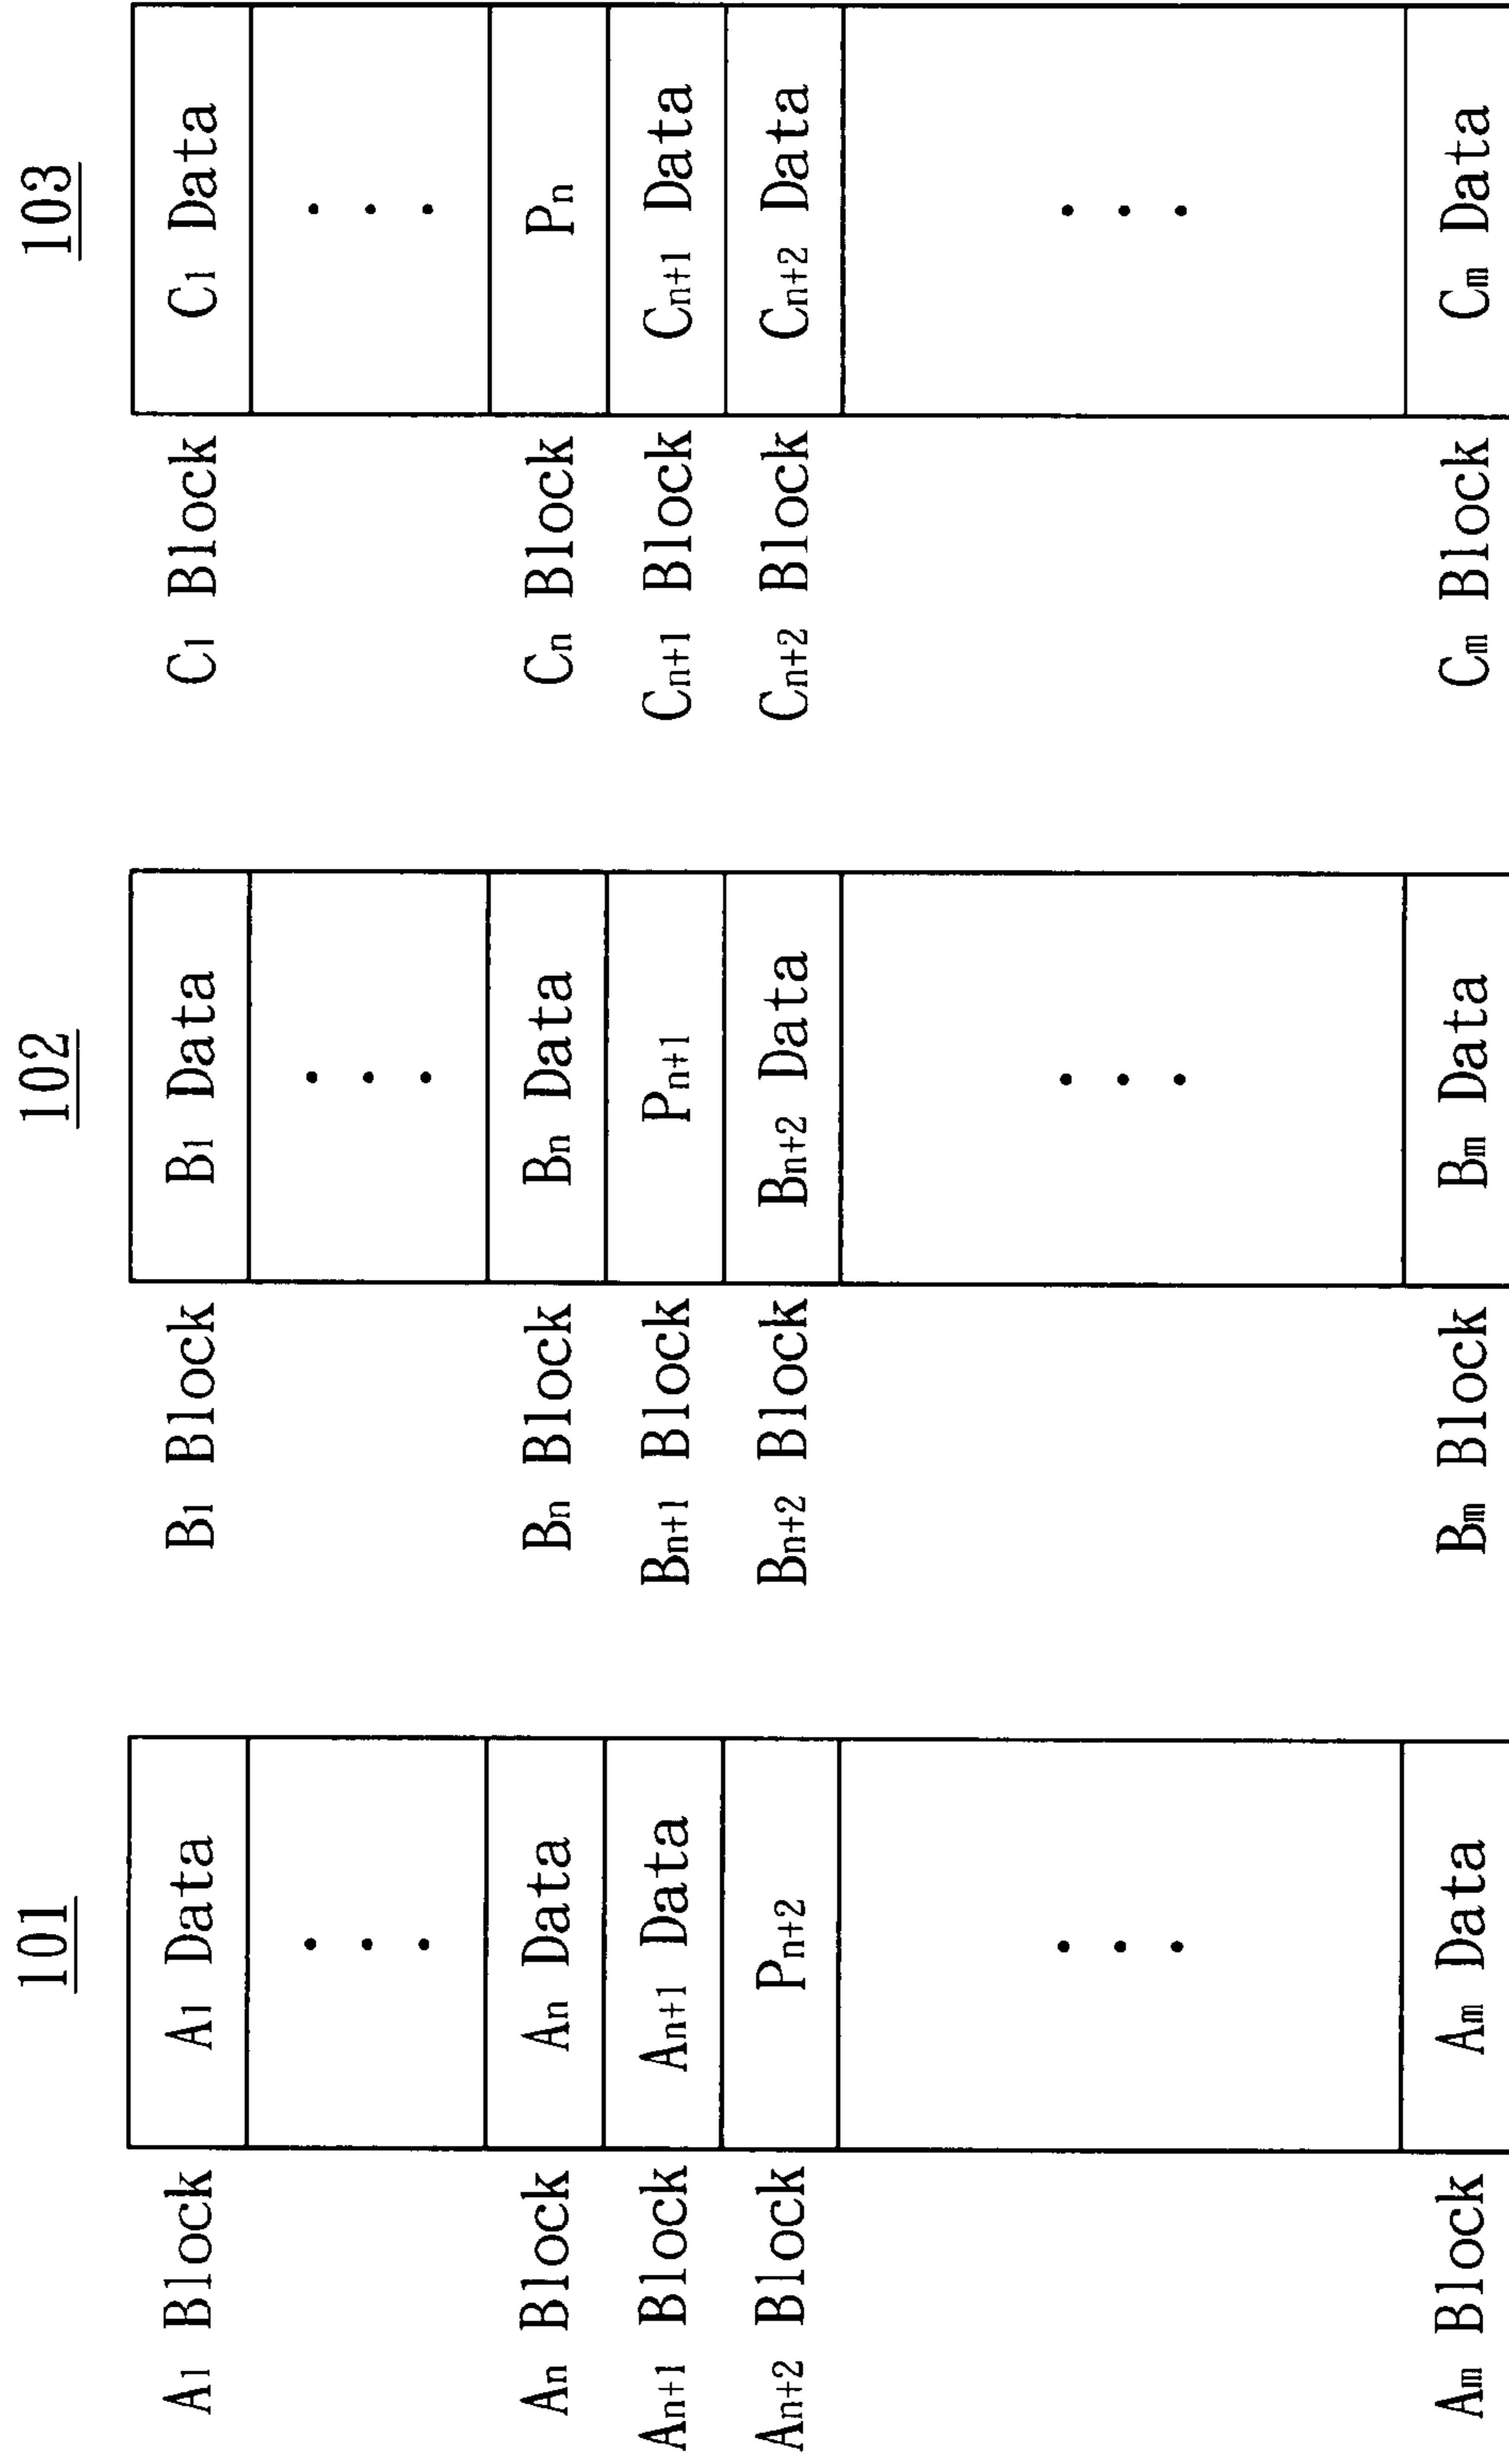 101
A1 Block A1 Data
. . .
An Block An Data
An+1 Block An+1 Data
An+2 Block Pn+2
. . .
Am Block Am Data
102
B1 Block B1 Data
. . .
Bn Block Bn Data
Bn+1 Block Pn+1
Bn+2 Block Bn+2 Data
. . .
Bm Block Bm Data
103
C1 Block C1 Data
. . .
Cn Block Pn
Cn+1 Block Cn+1 Data
Cn+2 Block Cn+2 Data
. . .
Cm Block Cm Data